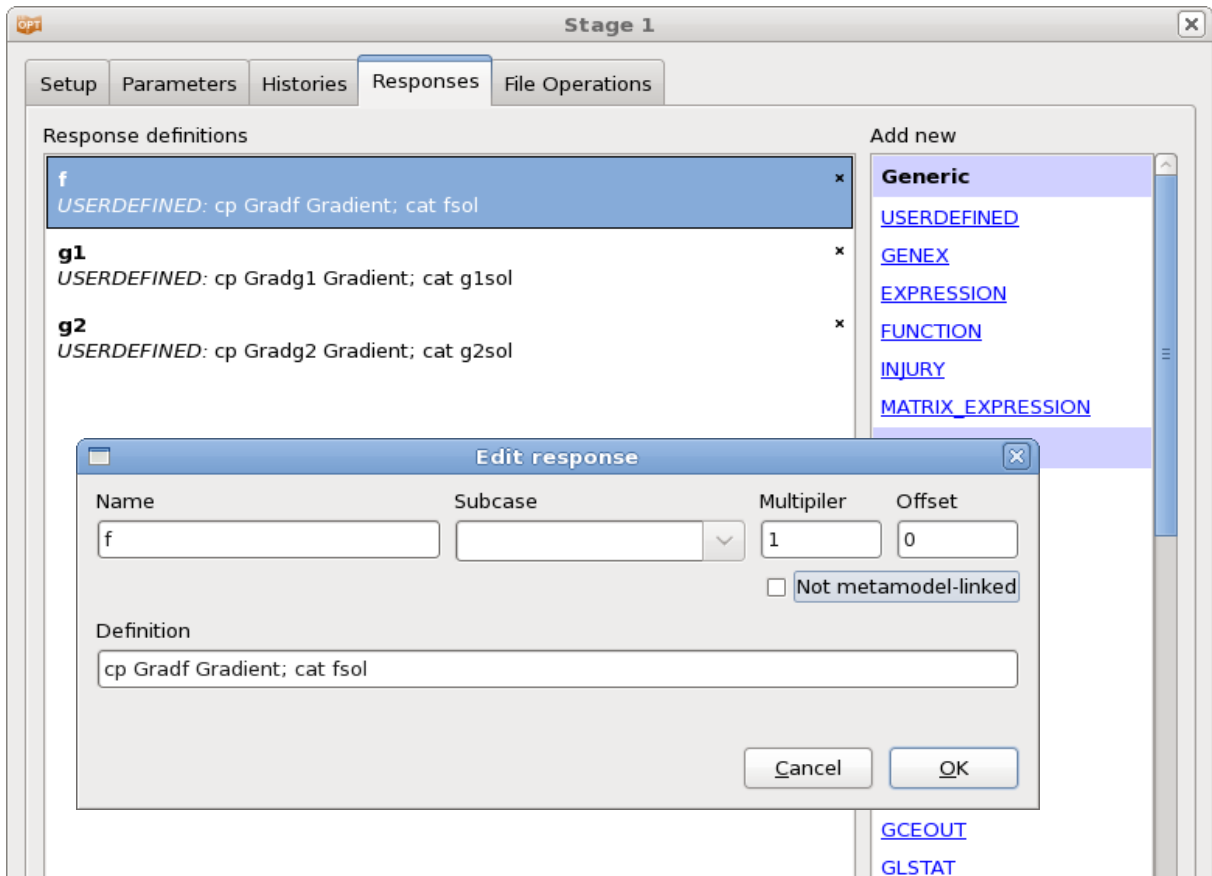 OPT Stage 1
Setup Parameters Histories Responses File Operations
Response definitions
f
USERDEFINED: cp Gradf Gradient; cat fsol
g1
USERDEFINED: cp Gradg1 Gradient; cat g1sol
g2
USERDEFINED: cp Gradg2 Gradient; cat g2sol
Add new
Generic
USERDEFINED
GENEX
EXPRESSION
FUNCTION
INJURY
MATRIX_EXPRESSION
Edit response
Name Subcase Multipiler Offset
f 1 0
Not metamodel-linked
Definition
cp Gradf Gradient; cat fsol
Cancel OK
GCEOUT
GLSTAT